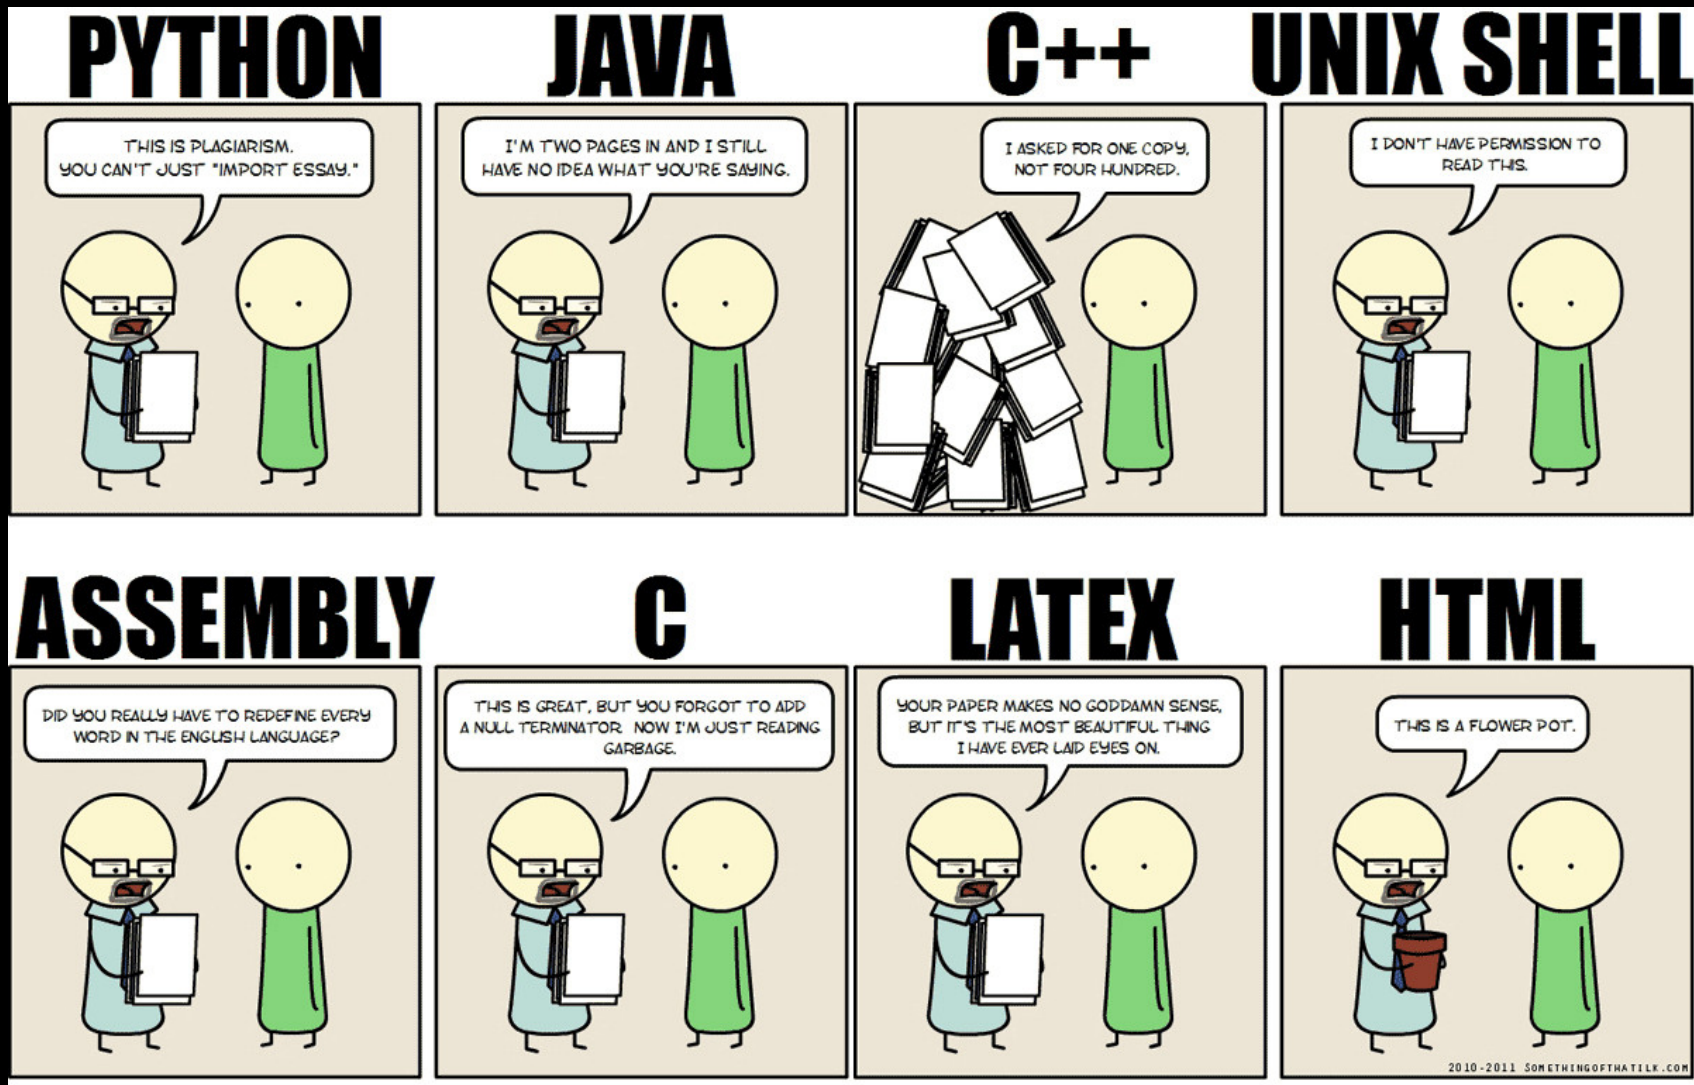 PYTHON
THIS IS PLAGIARISM.
YOU CAN'T JUST "IMPORT ESSAY."
JAVA
I'M TWO PAGES IN AND I STILL
HAVE NO IDEA WHAT YOU'RE SAYING.
C++
I ASKED FOR ONE COPY,
NOT FOUR HUNDRED.
UNIX SHELL
I DON'T HAVE PERMISSION TO
READ THIS.
ASSEMBLY
DID YOU REALLY HAVE TO REDEFINE EVERY
WORD IN THE ENGLISH LANGUAGE?
C
THIS IS GREAT, BUT YOU FORGOT TO ADD
A NULL TERMINATOR. NOW I'M JUST READING
GARBAGE.
LATEX
YOUR PAPER MAKES NO GODDAMN SENSE,
BUT IT'S THE MOST BEAUTIFUL THING
I HAVE EVER LAID EYES ON.
HTML
THIS IS A FLOWER POT.
2010-2011 SOMETHINGOFTHATILK.COM